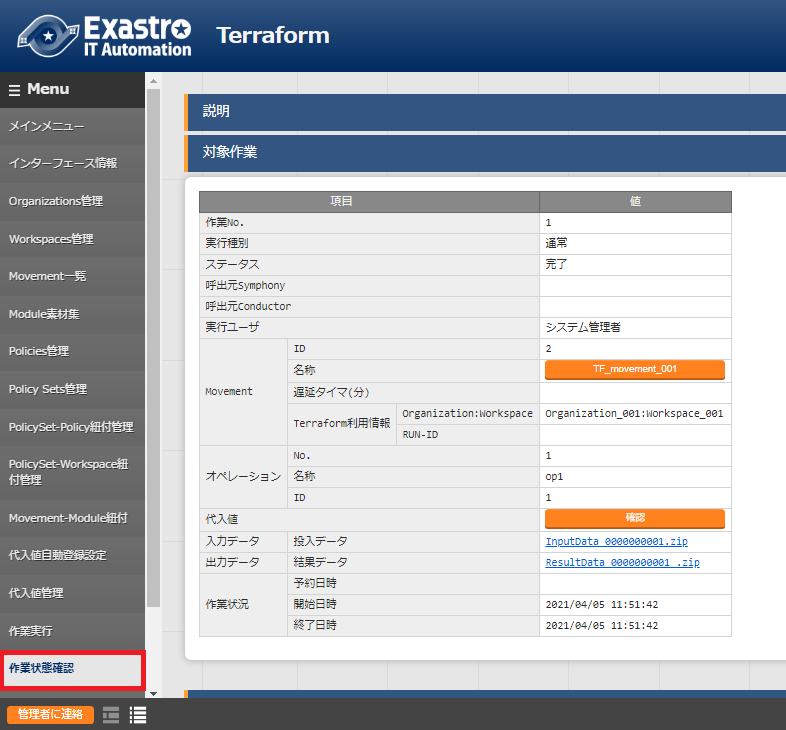 Exastro
IT Automation
Terraform
Menu
メインメニュー
インターフェース情報
Organizations管理
Workspaces管理
Movement一覧
Module素材集
Policies管理
Policy Sets管理
PolicySet-Policy紐付管理
PolicySet-Workspace紐
付管理
Movement-Module紐付
代入値自動登録設定
代入値管理
作業実行
作業状態確認
管理者に連絡
説明
対象作業
項目 値
作業No. 1
実行種別 通常
ステータス 完了
呼出元Symphony
呼出元Conductor
実行ユーザ システム管理者
Movement
ID 2
名称 TF_movement_001
遅延タイマ(分)
Terraform利用情報
Organization:Workspace Organization_001:Workspace_001
RUN-ID
オペレーション
No. 1
名称 op1
ID 1
代入値 確認
入力データ 投入データ InputData_0000000001.zip
出力データ 結果データ ResultData_0000000001_.zip
作業状況
予約日時
開始日時 2021/04/05 11:51:42
終了日時 2021/04/05 11:51:42